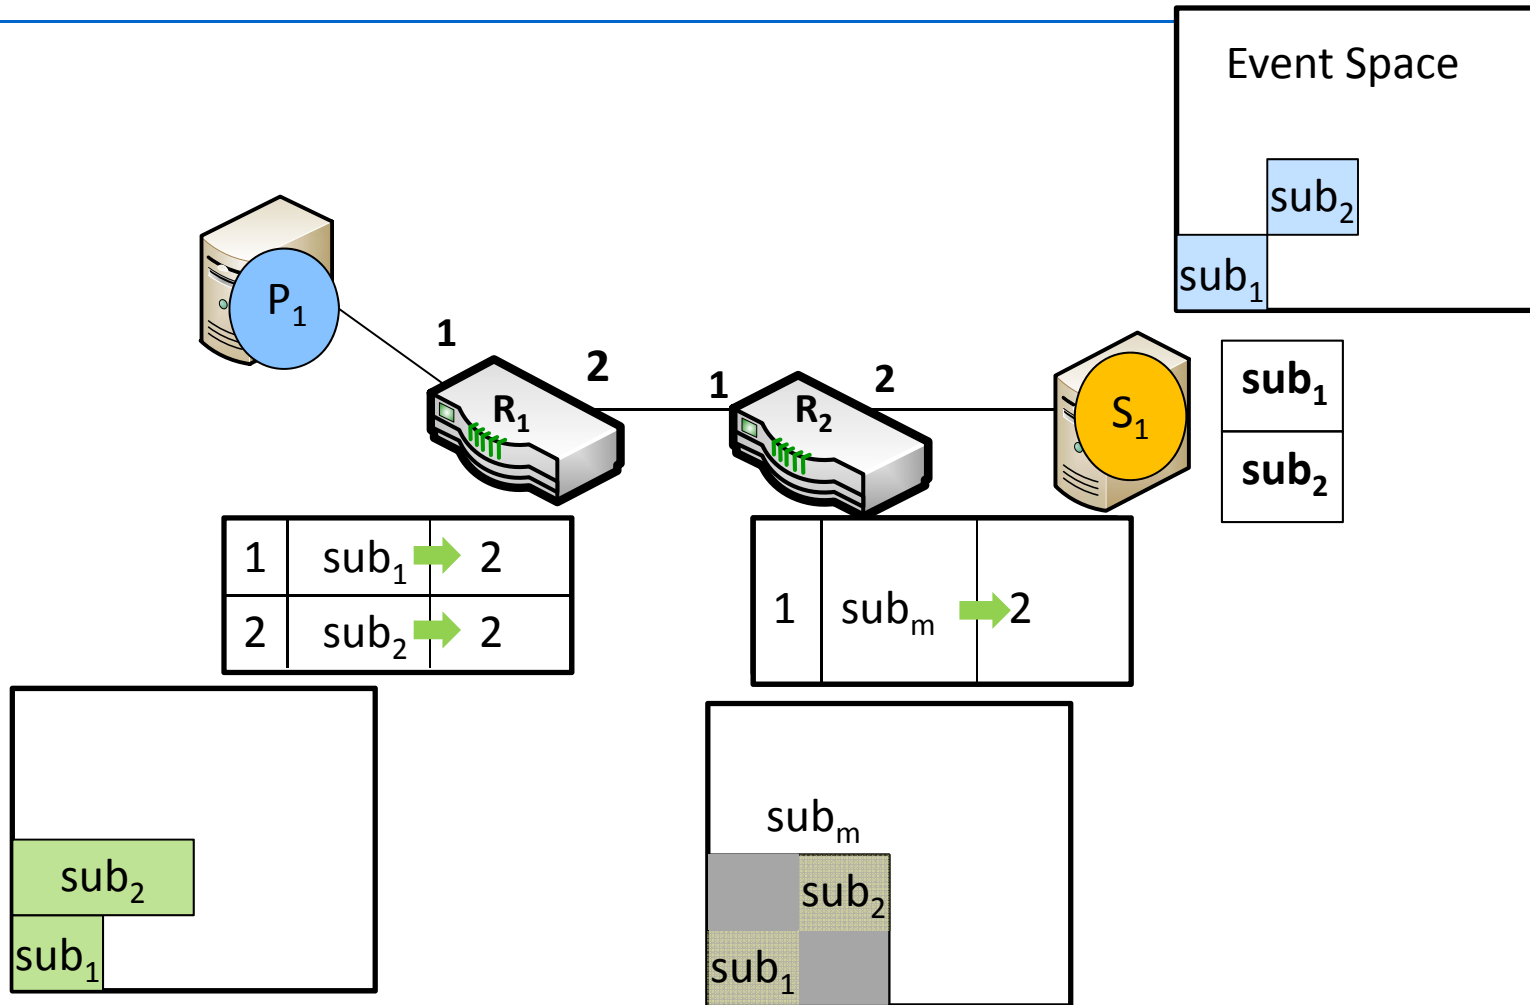 Event Space
sub₂
sub₁
P₁
1
2
1
2
R₁
R₂
S₁
sub₁
sub₂
1 sub₁ 2
2 sub₂ 2
1 subₘ 2
sub₂
sub₁
subₘ
sub₂
sub₁